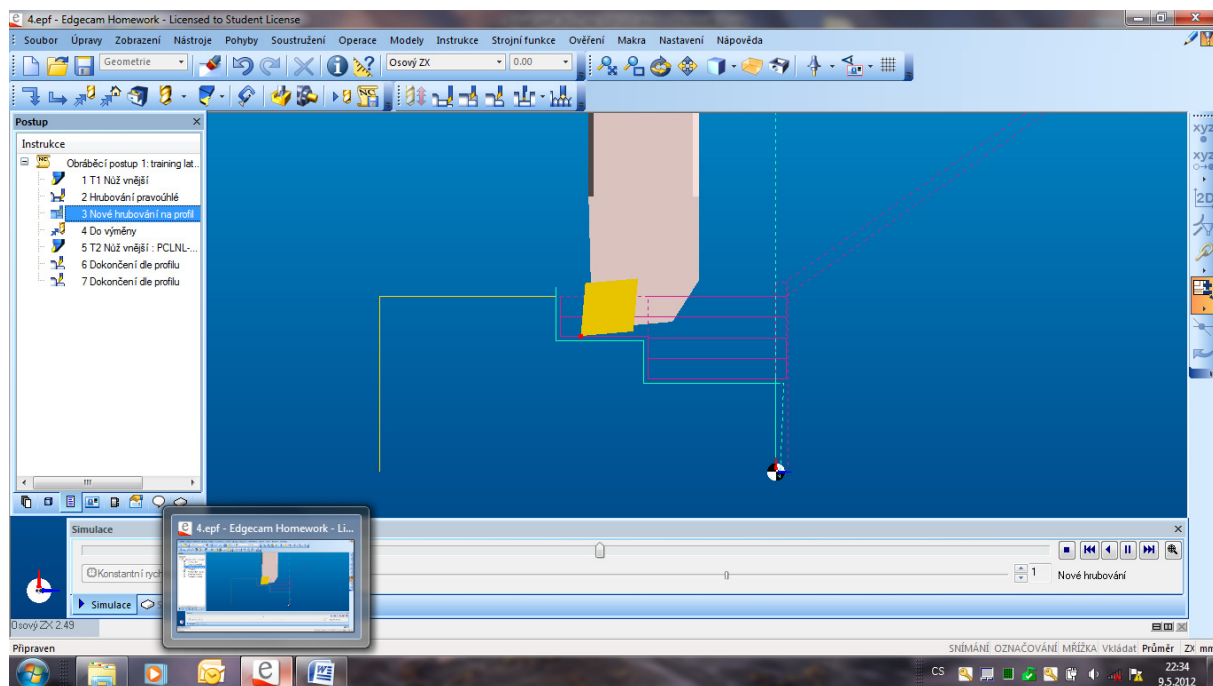 4.epf - Edgecam Homework - Licensed to Student License
Soubor Úpravy Zobrazení Nástroje Pohyby Soustružení Operace Modely Instrukce Strojní funkce Ověření Makra Nastavení Nápověda
Geometrie Osový ZX 0.00
Postup
Instrukce
Obráběcí postup 1: training lat...
1 T1 Nůž vnější
2 Hrubování pravoúhlé
3 Nové hrubování na profil
4 Do výměny
5 T2 Nůž vnější : PCLNL-...
6 Dokončení dle profilu
7 Dokončení dle profilu
xyz
xyz
2D
Simulace
4.epf - Edgecam Homework - Li...
Konstantní rych
1 Nové hrubování
Simulace
Osový ZX 2.49
Připraven
SNÍMÁNÍ OZNAČOVÁNÍ MŘÍŽKA Vkládat Průměr ZX mm
CS 22:34
9.5.2012